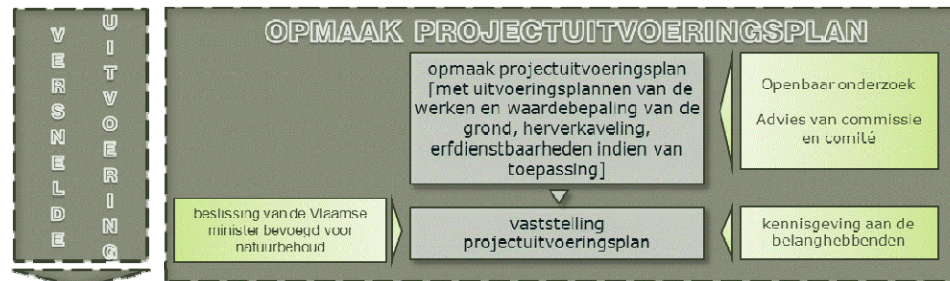 VERSNELDE
UITVOERING
OPMAAK PROJECTUITVOERINGSPLAN
opmaak projectuitvoeringsplan
[met uitvoeringsplannen van de
werken en waardebepaling van de
grond, herverkaveling,
erfdienstbaarheden indien van
toepassing]
Openbaar onderzoek
Advies van commissie
en comité
beslissing van de Vlaamse
minister bevoegd voor
natuurbehoud
vaststelling
projectuitvoeringsplan
kennisgeving aan de
belanghebbenden